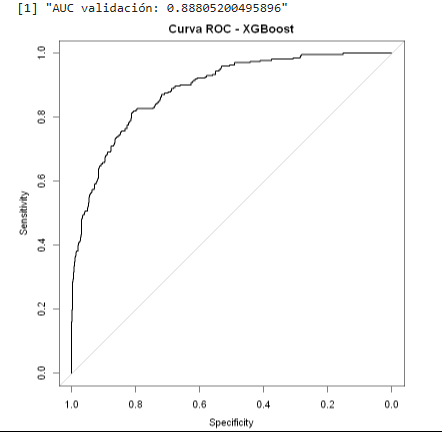 [1] "AUC validación: 0.88805200495896"
Curva ROC - XGBoost
1.0
0.8
0.6
0.4
0.2
0.0
Sensitivity
1.0 0.8 0.6 0.4 0.2 0.0
Specificity